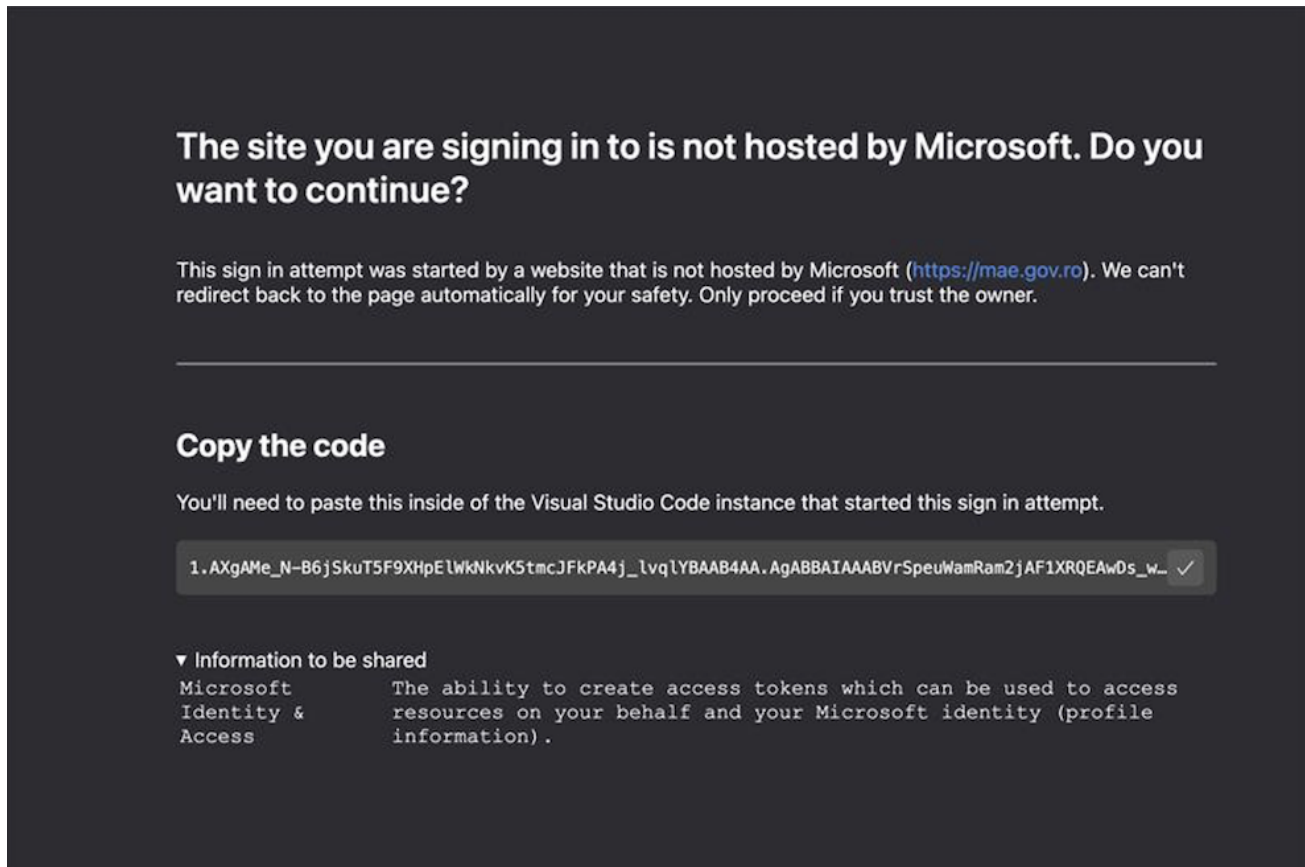 The site you are signing in to is not hosted by Microsoft. Do you
want to continue?
This sign in attempt was started by a website that is not hosted by Microsoft (https://mae.gov.ro). We can't
redirect back to the page automatically for your safety. Only proceed if you trust the owner.
Copy the code
You'll need to paste this inside of the Visual Studio Code instance that started this sign in attempt.
1.AXgAMe_N-B6jSkuT5F9XHpElWkNkvK5tmcJFkPA4j_lvqlYBAAB4AA.AgABBAIAAABVrSpeuWamRam2jAF1XRQEAwDs_w…
▾ Information to be shared
Microsoft The ability to create access tokens which can be used to access
Identity & resources on your behalf and your Microsoft identity (profile
Access information).